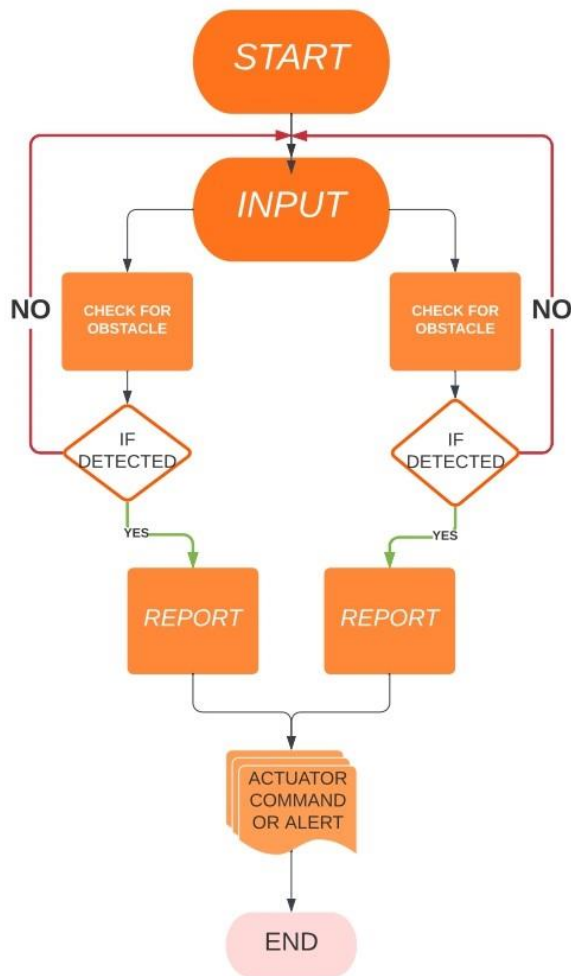 START
INPUT
CHECK FOR
OBSTACLE
CHECK FOR
OBSTACLE
NO
NO
IF
DETECTED
IF
DETECTED
YES
YES
REPORT
REPORT
ACTUATOR
COMMAND
OR ALERT
END